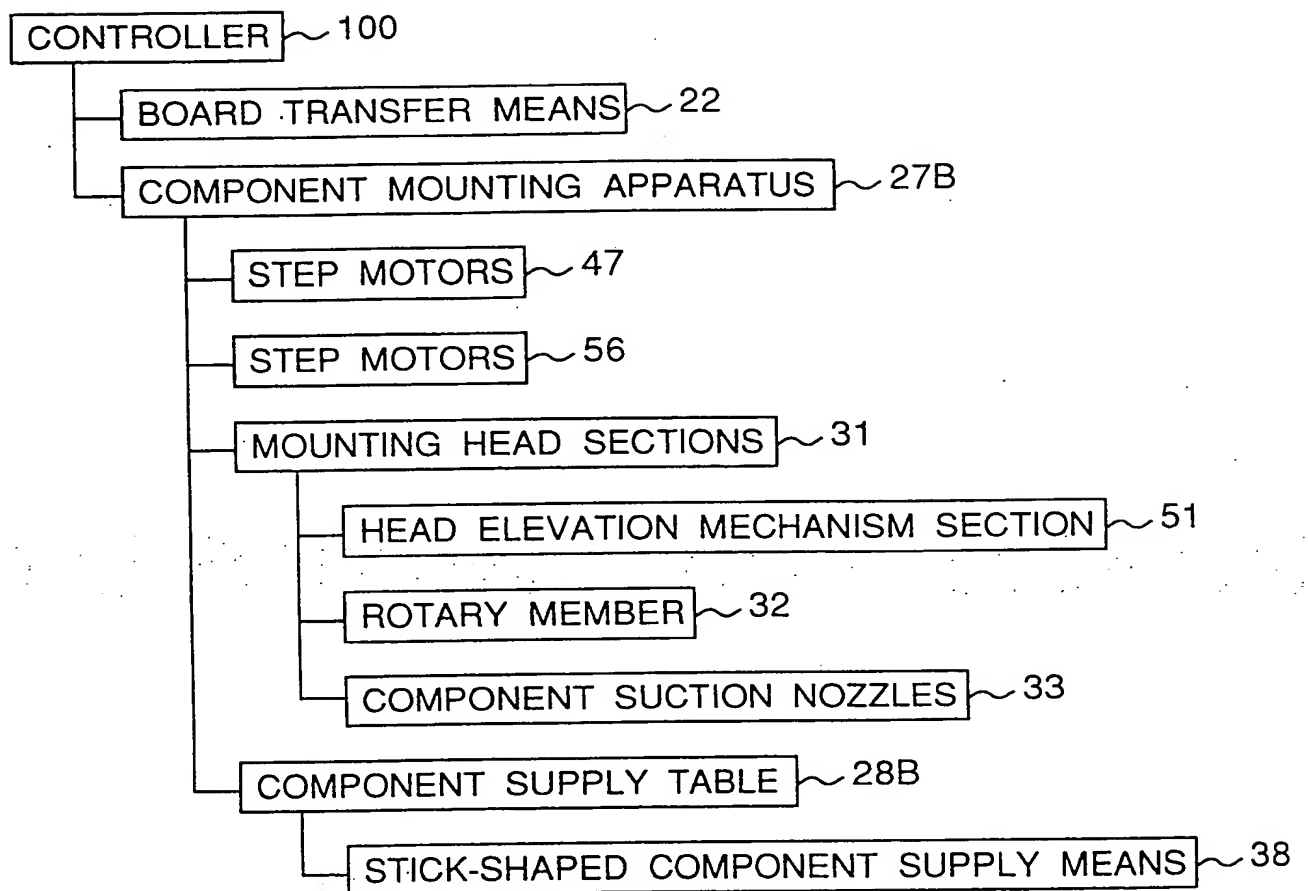 CONTROLLER 100
BOARD TRANSFER MEANS 22
COMPONENT MOUNTING APPARATUS 27B
STEP MOTORS 47
STEP MOTORS 56
MOUNTING HEAD SECTIONS 31
HEAD ELEVATION MECHANISM SECTION 51
ROTARY MEMBER 32
COMPONENT SUCTION NOZZLES 33
COMPONENT SUPPLY TABLE 28B
STICK-SHAPED COMPONENT SUPPLY MEANS 38